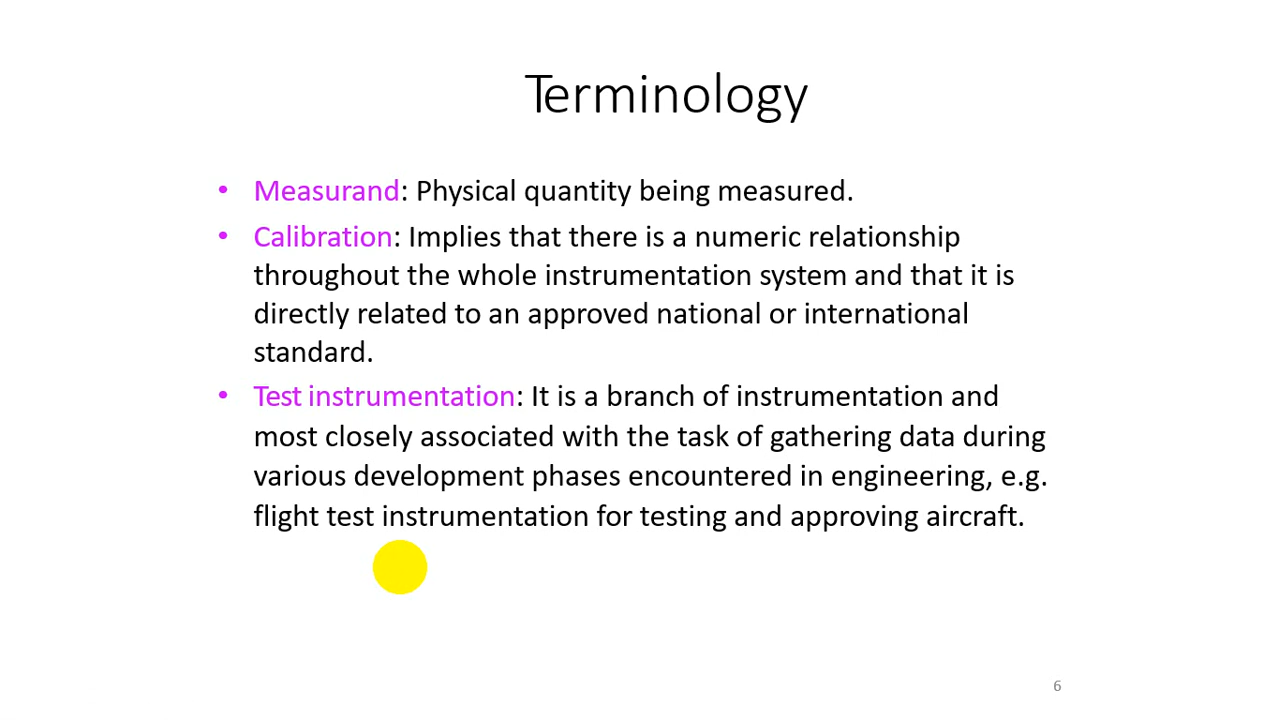 Terminology
• Measurand: Physical quantity being measured.
• Calibration: Implies that there is a numeric relationship
throughout the whole instrumentation system and that it is
directly related to an approved national or international
standard.
• Test instrumentation: It is a branch of instrumentation and
most closely associated with the task of gathering data during
various development phases encountered in engineering, e.g.
flight test instrumentation for testing and approving aircraft.
6